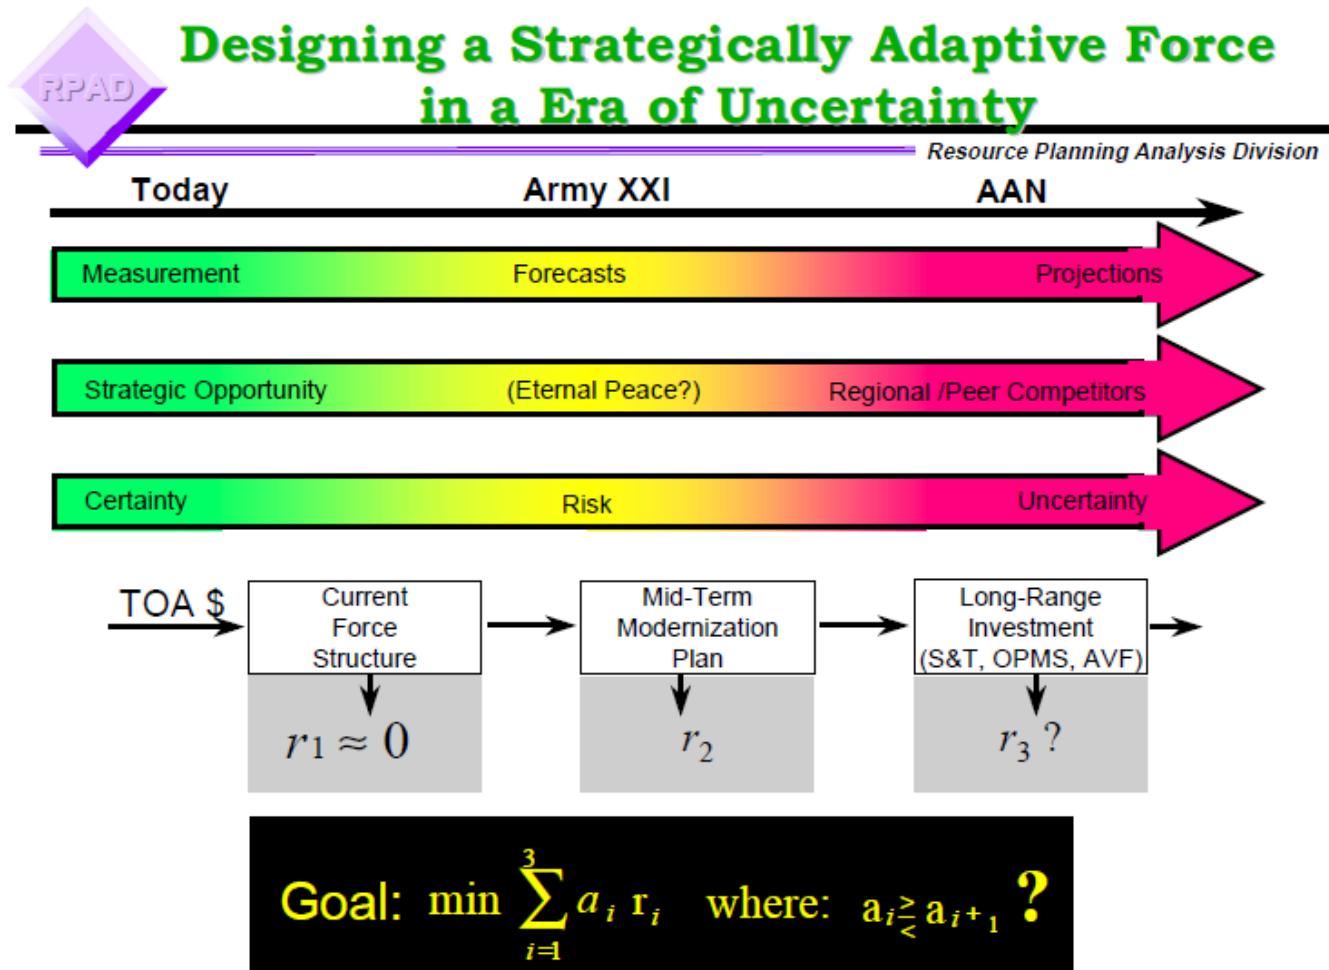 RPAD
Designing a Strategically Adaptive Force
in a Era of Uncertainty
Resource Planning Analysis Division
Today Army XXI AAN
Measurement Forecasts Projections
Strategic Opportunity (Eternal Peace?) Regional /Peer Competitors
Certainty Risk Uncertainty
TOA $
Current
Force
Structure
Mid-Term
Modernization
Plan
Long-Range
Investment
(S&T, OPMS, AVF)
r1 ≈ 0
r₂
r₃ ?
Goal: min ∑³ᵢ₌₁ aᵢ rᵢ where: aᵢ ≥< aᵢ₊₁ ?